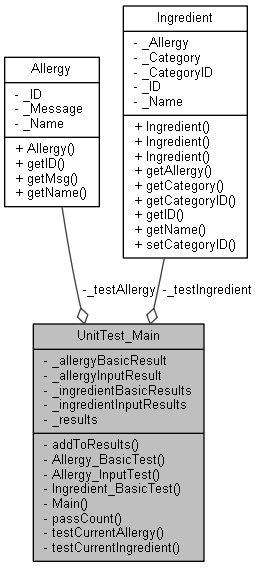 Ingredient
- _Allergy
- _Category
- _CategoryID
- _ID
- _Name
+ Ingredient()
+ Ingredient()
+ Ingredient()
+ getAllergy()
+ getCategory()
+ getCategoryID()
+ getID()
+ getName()
+ setCategoryID()
Allergy
- _ID
- _Message
- _Name
+ Allergy()
+ getID()
+ getMsg()
+ getName()
-_testAllergy
-_testIngredient
UnitTest_Main
- _allergyBasicResult
- _allergyInputResult
- _ingredientBasicResults
- _ingredientInputResults
- _results
- addToResults()
- Allergy_BasicTest()
- Allergy_InputTest()
- Ingredient_BasicTest()
- Main()
- passCount()
- testCurrentAllergy()
- testCurrentIngredient()